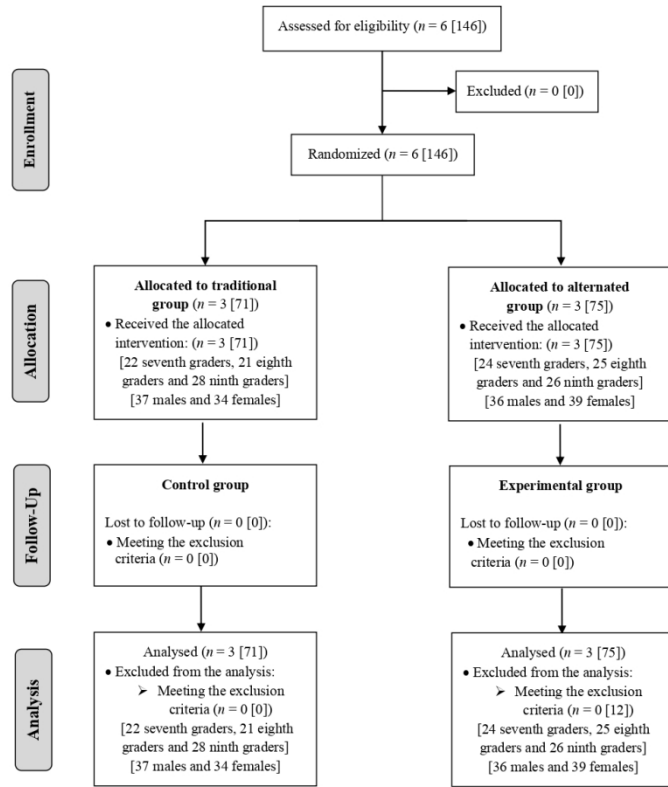 Assessed for eligibility (n = 6 [146])
Enrollment
Excluded (n = 0 [0])
Randomized (n = 6 [146])
Allocation
Allocated to traditional
group (n = 3 [71])
• Received the allocated
intervention: (n = 3 [71])
[22 seventh graders, 21 eighth
graders and 28 ninth graders]
[37 males and 34 females]
Allocated to alternated
group (n = 3 [75])
• Received the allocated
intervention: (n = 3 [75])
[24 seventh graders, 25 eighth
graders and 26 ninth graders]
[36 males and 39 females]
Follow-Up
Control group
Lost to follow-up (n = 0 [0]):
• Meeting the exclusion
criteria (n = 0 [0])
Experimental group
Lost to follow-up (n = 0 [0]):
• Meeting the exclusion
criteria (n = 0 [0])
Analysis
Analysed (n = 3 [71])
• Excluded from the analysis:
➢ Meeting the exclusion
criteria (n = 0 [0])
[22 seventh graders, 21 eighth
graders and 28 ninth graders]
[37 males and 34 females]
Analysed (n = 3 [75])
• Excluded from the analysis:
➢ Meeting the exclusion
criteria (n = 0 [12])
[24 seventh graders, 25 eighth
graders and 26 ninth graders]
[36 males and 39 females]